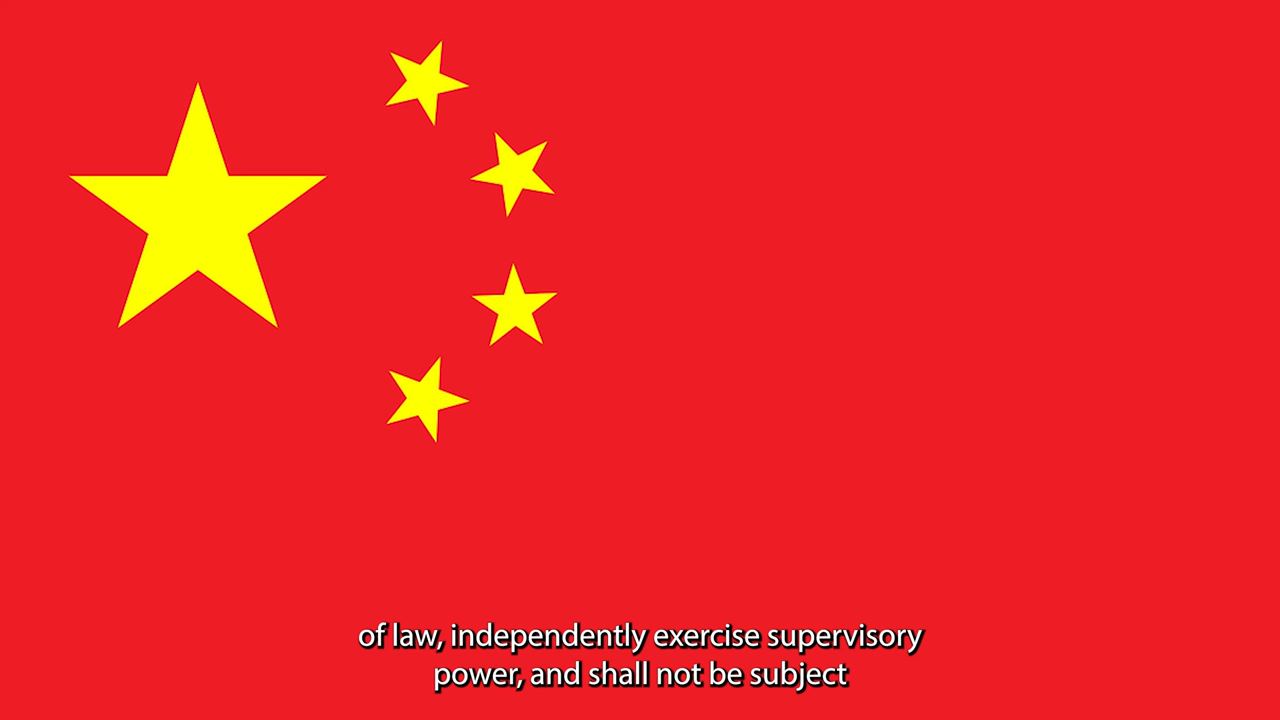 of law, independently exercise supervisory
power, and shall not be subject